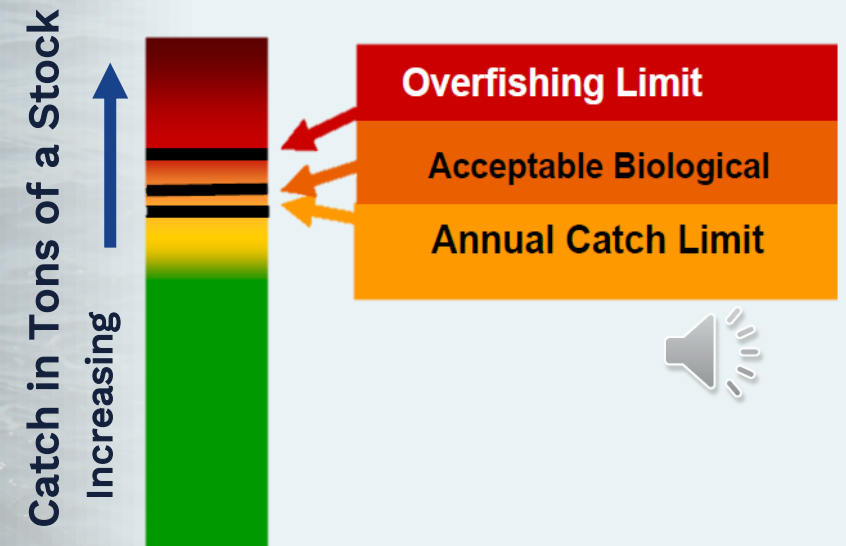 Catch in Tons of a Stock
Increasing
Overfishing Limit
Acceptable Biological
Annual Catch Limit